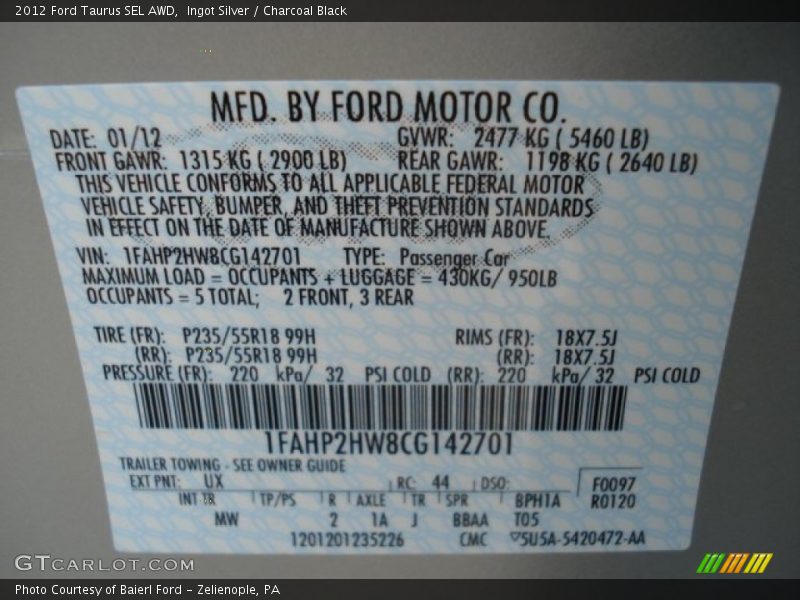 2012 Ford Taurus SEL AWD, Ingot Silver / Charcoal Black
MFD. BY FORD MOTOR CO.
DATE: 01/12 GVWR: 2477 KG ( 5460 LB)
FRONT GAWR: 1315 KG ( 2900 LB) REAR GAWR: 1198 KG ( 2640 LB)
THIS VEHICLE CONFORMS TO ALL APPLICABLE FEDERAL MOTOR
VEHICLE SAFETY, BUMPER, AND THEFT PREVENTION STANDARDS
IN EFFECT ON THE DATE OF MANUFACTURE SHOWN ABOVE.
VIN: 1FAHP2HW8CG142701 TYPE: Passenger Car
MAXIMUM LOAD = OCCUPANTS + LUGGAGE = 430KG/ 950LB
OCCUPANTS = 5 TOTAL; 2 FRONT, 3 REAR
TIRE (FR): P235/55R18 99H RIMS (FR): 18X7.5J
(RR): P235/55R18 99H (RR): 18X7.5J
PRESSURE (FR): 220 kPa/ 32 PSI COLD (RR): 220 kPa/ 32 PSI COLD
1FAHP2HW8CG142701
TRAILER TOWING - SEE OWNER GUIDE
EXT PNT: UX RC: 44 DSO: F0097
INT TR TP/PS R AXLE TR SPR BPH1A R0120
MW 2 1A J BBAA T05
1201201235226 CMC ▽5U5A-5420472-AA
GTCARLOT.COM
Photo Courtesy of Baierl Ford - Zelienople, PA